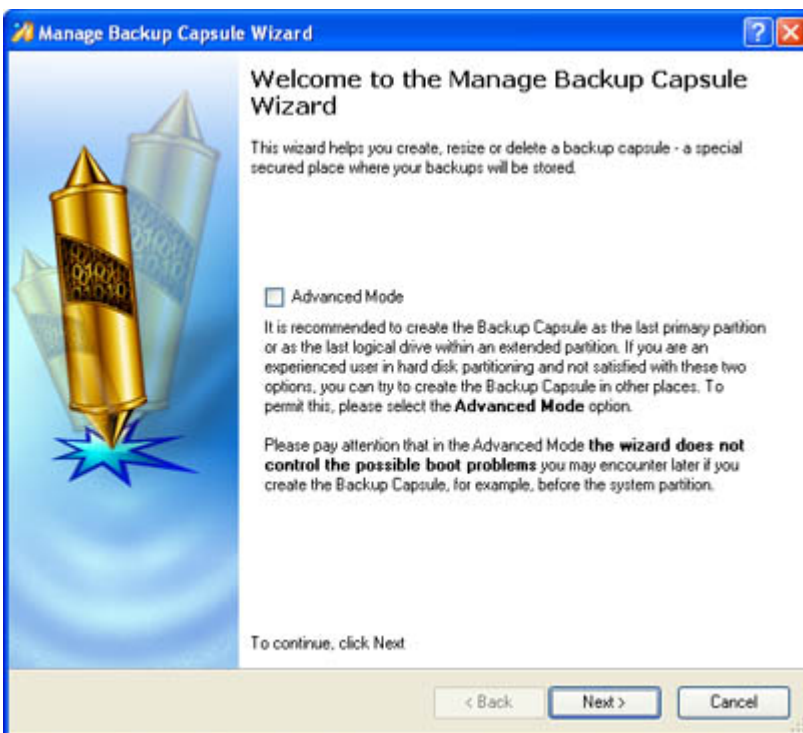 Manage Backup Capsule Wizard
Welcome to the Manage Backup Capsule
Wizard
This wizard helps you create, resize or delete a backup capsule - a special
secured place where your backups will be stored.
Advanced Mode
It is recommended to create the Backup Capsule as the last primary partition
or as the last logical drive within an extended partition. If you are an
experienced user in hard disk partitioning and not satisfied with these two
options, you can try to create the Backup Capsule in other places. To
permit this, please select the Advanced Mode option.
Please pay attention that in the Advanced Mode the wizard does not
control the possible boot problems you may encounter later if you
create the Backup Capsule, for example, before the system partition.
To continue, click Next
< Back
Next >
Cancel